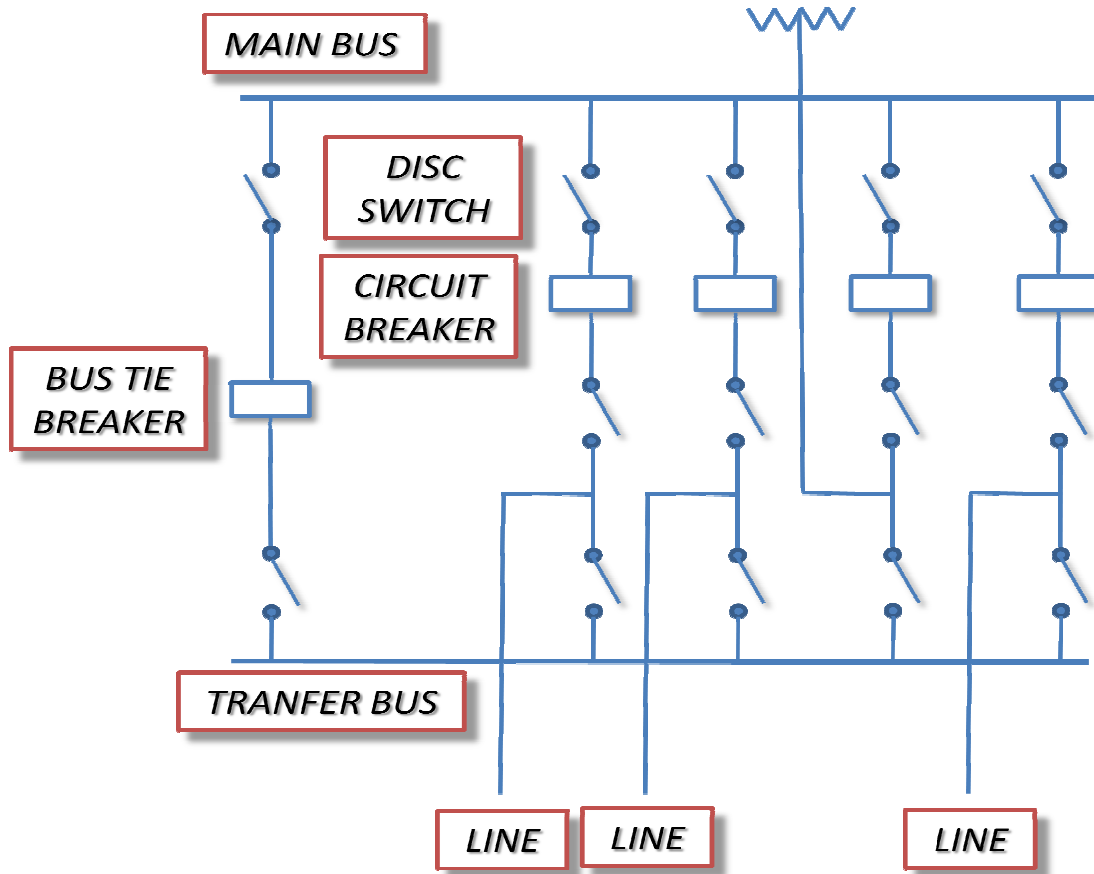 MAIN BUS
DISC
SWITCH
CIRCUIT
BREAKER
BUS TIE
BREAKER
TRANFER BUS
LINE
LINE
LINE